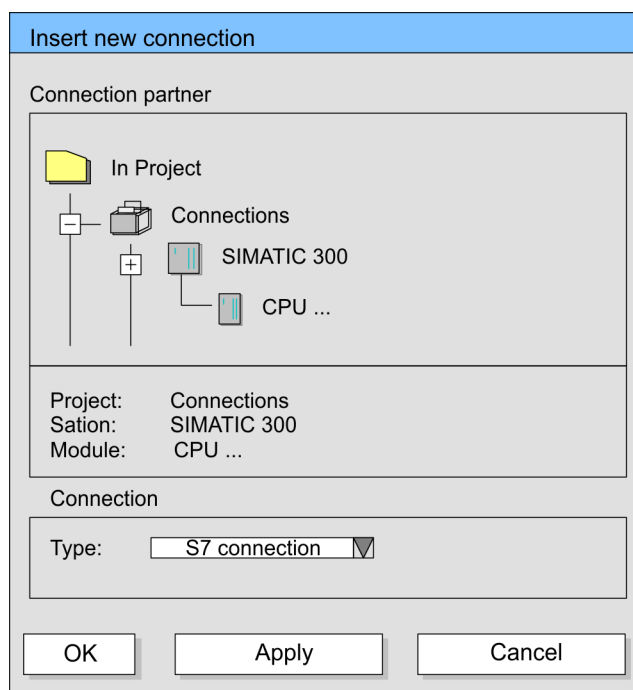 Insert new connection
Connection partner
In Project
Connections
SIMATIC 300
CPU ...
Project: Connections
Sation: SIMATIC 300
Module: CPU ...
Connection
Type: S7 connection
OK Apply Cancel